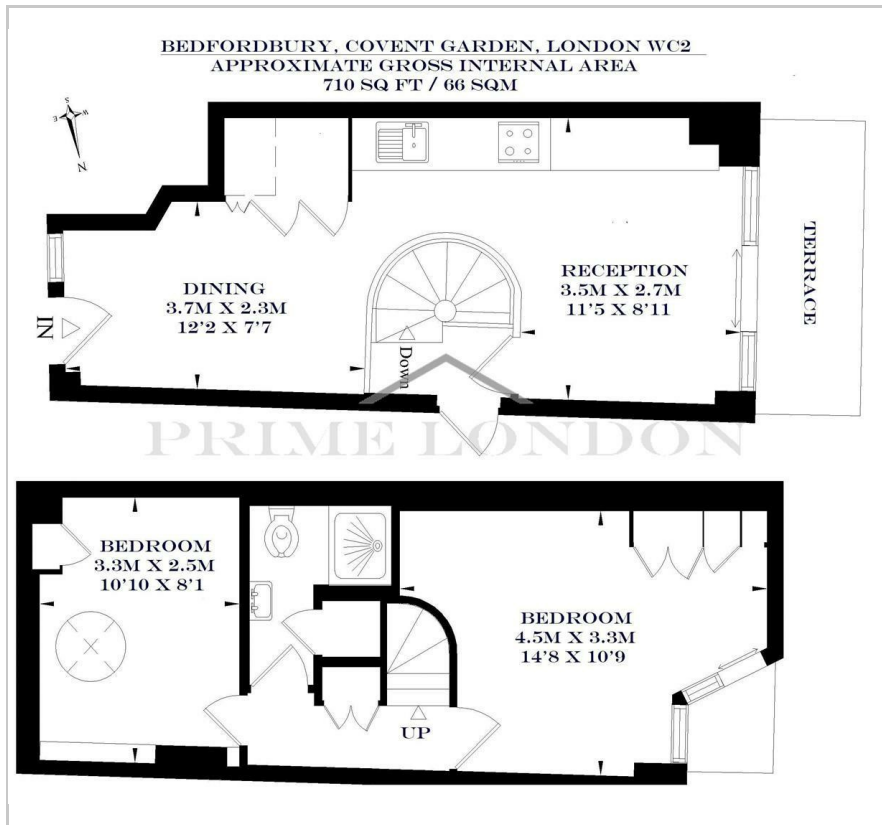 BEDFORDBURY, COVENT GARDEN, LONDON WC2
APPROXIMATE GROSS INTERNAL AREA
710 SQ FT / 66 SQM
S
E
W
N
DINING
3.7M X 2.3M
12'2 X 7'7
RECEPTION
3.5M X 2.7M
11'5 X 8'11
TERRACE
IN
Down
PRIME LONDON
BEDROOM
3.3M X 2.5M
10'10 X 8'1
BEDROOM
4.5M X 3.3M
14'8 X 10'9
UP